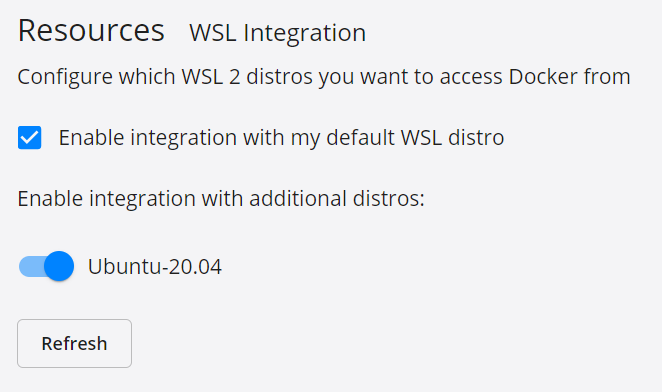 Resources WSL Integration
Configure which WSL 2 distros you want to access Docker from
Enable integration with my default WSL distro
Enable integration with additional distros:
Ubuntu-20.04
Refresh